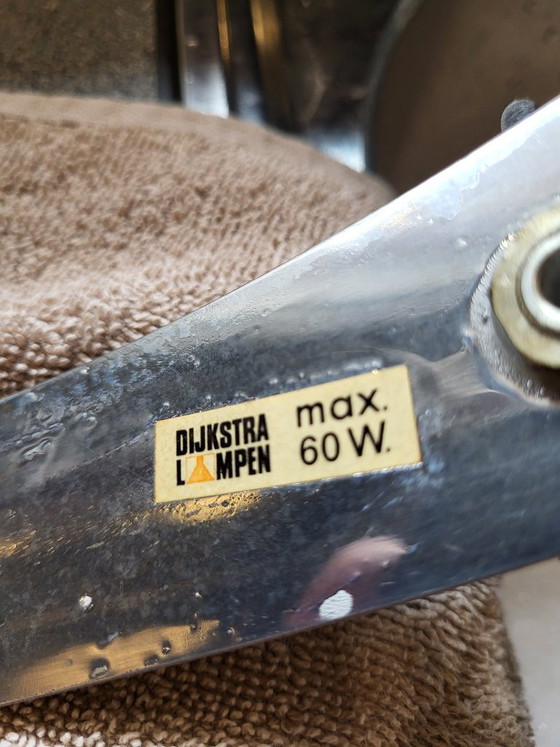 DIJKSTRA
LAMPEN
max.
60 W.